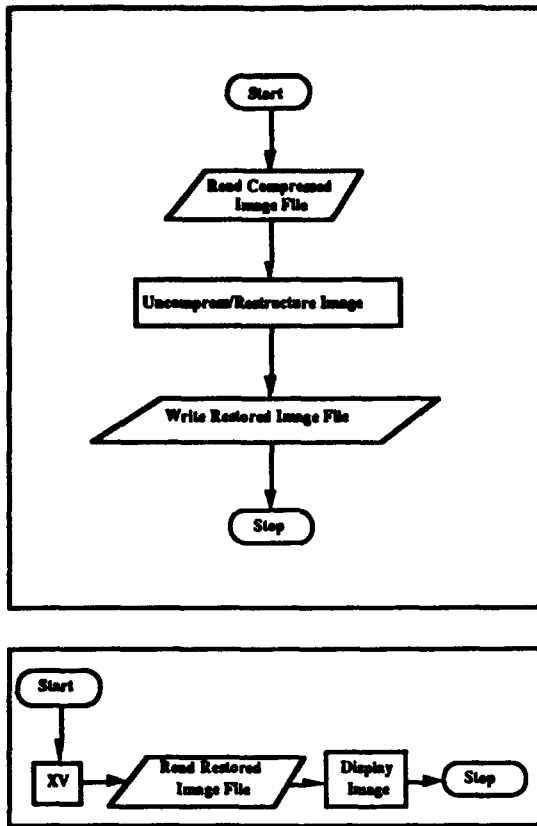 Start
Read Compressed
Image File
Uncompress/Restructure Image
Write Restored Image File
Stop
Start
XV
Read Restored
Image File
Display
Image
Stop